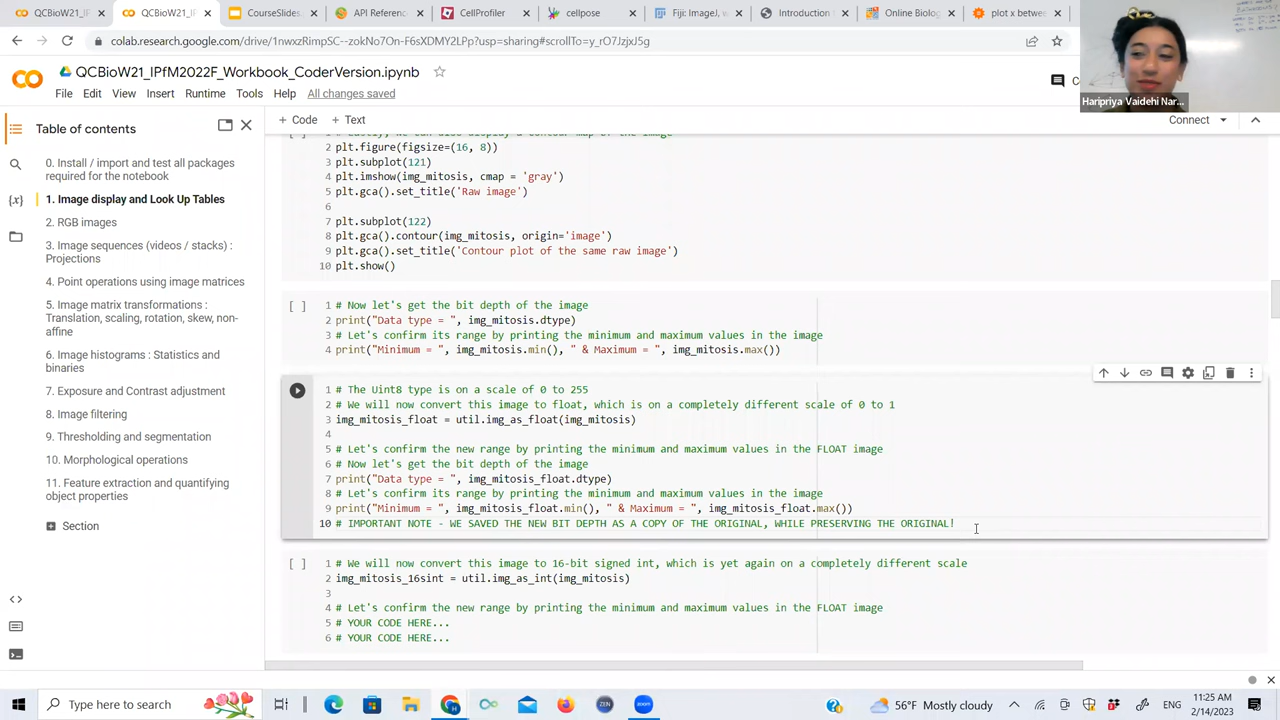 QCBioW21_IP
QCBioW21_IP
CourseSlides
API Referenc
CellProfiler
cellpose
Fiji: ImageJ, w
Introduction
Online Biolog
plot x betwee
colab.research.google.com/drive/1nwxzRimpSC--zokNo7On-F6sXDMY2LPp?usp=sharing#scrollTo=y_rO7JzjxJ5g
QCBioW21_IPfM2022F_Workbook_CoderVersion.ipynb
File Edit View Insert Runtime Tools Help All changes saved
Haripriya Vaidehi Nar...
+ Code + Text
Connect
Table of contents
0. Install / import and test all packages
required for the notebook
1. Image display and Look Up Tables
2. RGB images
3. Image sequences (videos / stacks) :
Projections
4. Point operations using image matrices
5. Image matrix transformations :
Translation, scaling, rotation, skew, non-
affine
6. Image histograms : Statistics and
binaries
7. Exposure and Contrast adjustment
8. Image filtering
9. Thresholding and segmentation
10. Morphological operations
11. Feature extraction and quantifying
object properties
Section
# Lastly, we can also display a contour map of the image
2 plt.figure(figsize=(16, 8))
3 plt.subplot(121)
4 plt.imshow(img_mitosis, cmap = 'gray')
5 plt.gca().set_title('Raw image')
6
7 plt.subplot(122)
8 plt.gca().contour(img_mitosis, origin='image')
9 plt.gca().set_title('Contour plot of the same raw image')
10 plt.show()
[ ] 1 # Now let's get the bit depth of the image
2 print("Data type = ", img_mitosis.dtype)
3 # Let's confirm its range by printing the minimum and maximum values in the image
4 print("Minimum = ", img_mitosis.min(), " & Maximum = ", img_mitosis.max())
1 # The Uint8 type is on a scale of 0 to 255
2 # We will now convert this image to float, which is on a completely different scale of 0 to 1
3 img_mitosis_float = util.img_as_float(img_mitosis)
4
5 # Let's confirm the new range by printing the minimum and maximum values in the FLOAT image
6 # Now let's get the bit depth of the image
7 print("Data type = ", img_mitosis_float.dtype)
8 # Let's confirm its range by printing the minimum and maximum values in the image
9 print("Minimum = ", img_mitosis_float.min(), " & Maximum = ", img_mitosis_float.max())
10 # IMPORTANT NOTE - WE SAVED THE NEW BIT DEPTH AS A COPY OF THE ORIGINAL, WHILE PRESERVING THE ORIGINAL!
[ ] 1 # We will now convert this image to 16-bit signed int, which is yet again on a completely different scale
2 img_mitosis_16sint = util.img_as_int(img_mitosis)
3
4 # Let's confirm the new range by printing the minimum and maximum values in the FLOAT image
5 # YOUR CODE HERE...
6 # YOUR CODE HERE...
Type here to search
ZEN
zoom
56°F Mostly cloudy
ENG
11:25 AM
2/14/2023